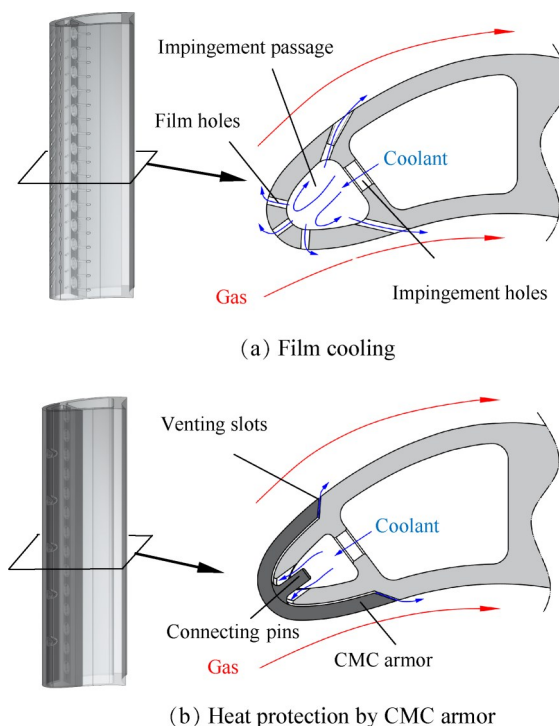 Impingement passage
Film holes
Coolant
Gas
Impingement holes
(a) Film cooling
Venting slots
Coolant
Connecting pins
Gas
CMC armor
(b) Heat protection by CMC armor